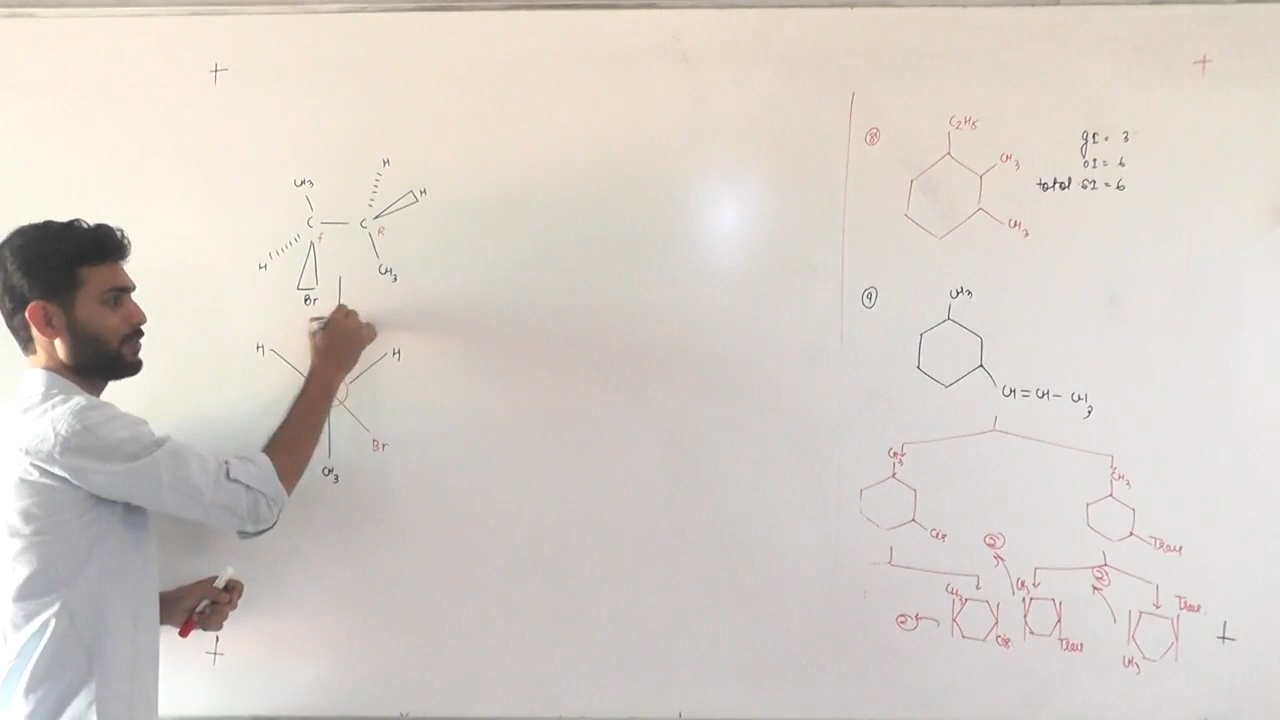 CH3
H
C
C
H
f
R
H
CH3
Br
H
H
Br
CH3
⑧
C2H5
CH3
CH3
gI = 3
oI = 6
total SI = 6
⑨
CH3
CH = CH - CH3
CH3
Cis
CH3
Trans
②
②
②
CH3
Cis
CH3
Trans
Trans.
CH3